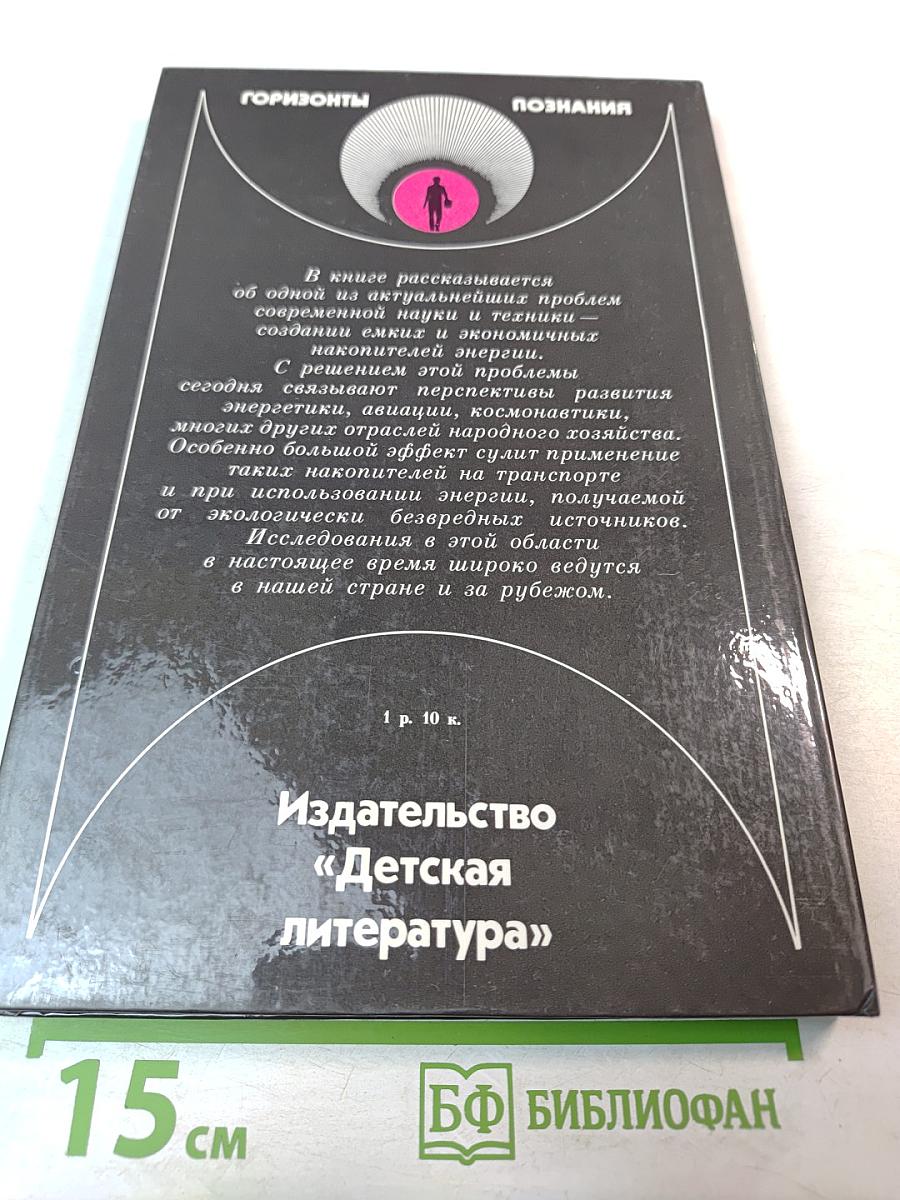 ГОРИЗОНТЫ ПОЗНАНИЯ
В книге рассказывается
об одной из актуальнейших проблем
современной науки и техники —
создании емких и экономичных
накопителей энергии.
С решением этой проблемы
сегодня связывают перспективы развития
энергетики, авиации, космонавтики,
многих других отраслей народного хозяйства.
Особенно большой эффект сулит применение
таких накопителей на транспорте
и при использовании энергии, получаемой
от экологически безвредных источников.
Исследования в этой области
в настоящее время широко ведутся
в нашей стране и за рубежом.
1 р. 10 к.
Издательство
«Детская
литература»
15 см
БФ БИБЛИОФАН